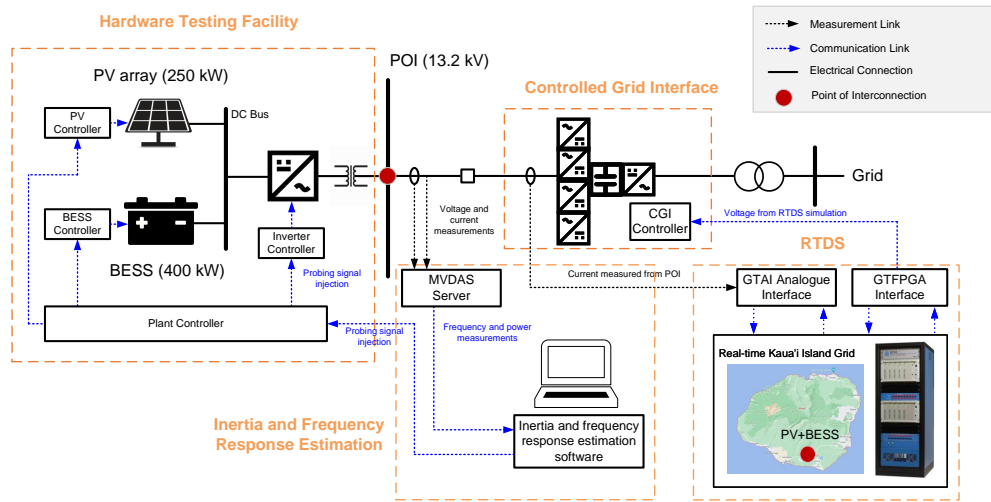 Hardware Testing Facility
PV array (250 kW)
POI (13.2 kV)
Measurement Link
Communication Link
Electrical Connection
Point of Interconnection
Controlled Grid Interface
PV
Controller
DC Bus
BESS
Controller
Inverter
Controller
BESS (400 kW)
Probing signal
injection
Plant Controller
Voltage and
current
measurements
CGI
Controller
Grid
Voltage from RTDS simulation
RTDS
MVDAS
Server
Current measured from POI
GTAI Analogue
Interface
GTFPGA
Interface
Probing signal
injection
Frequency and power
measurements
Real-time Kaua'i Island Grid
PV+BESS
Inertia and Frequency
Response Estimation
Inertia and frequency
response estimation
software